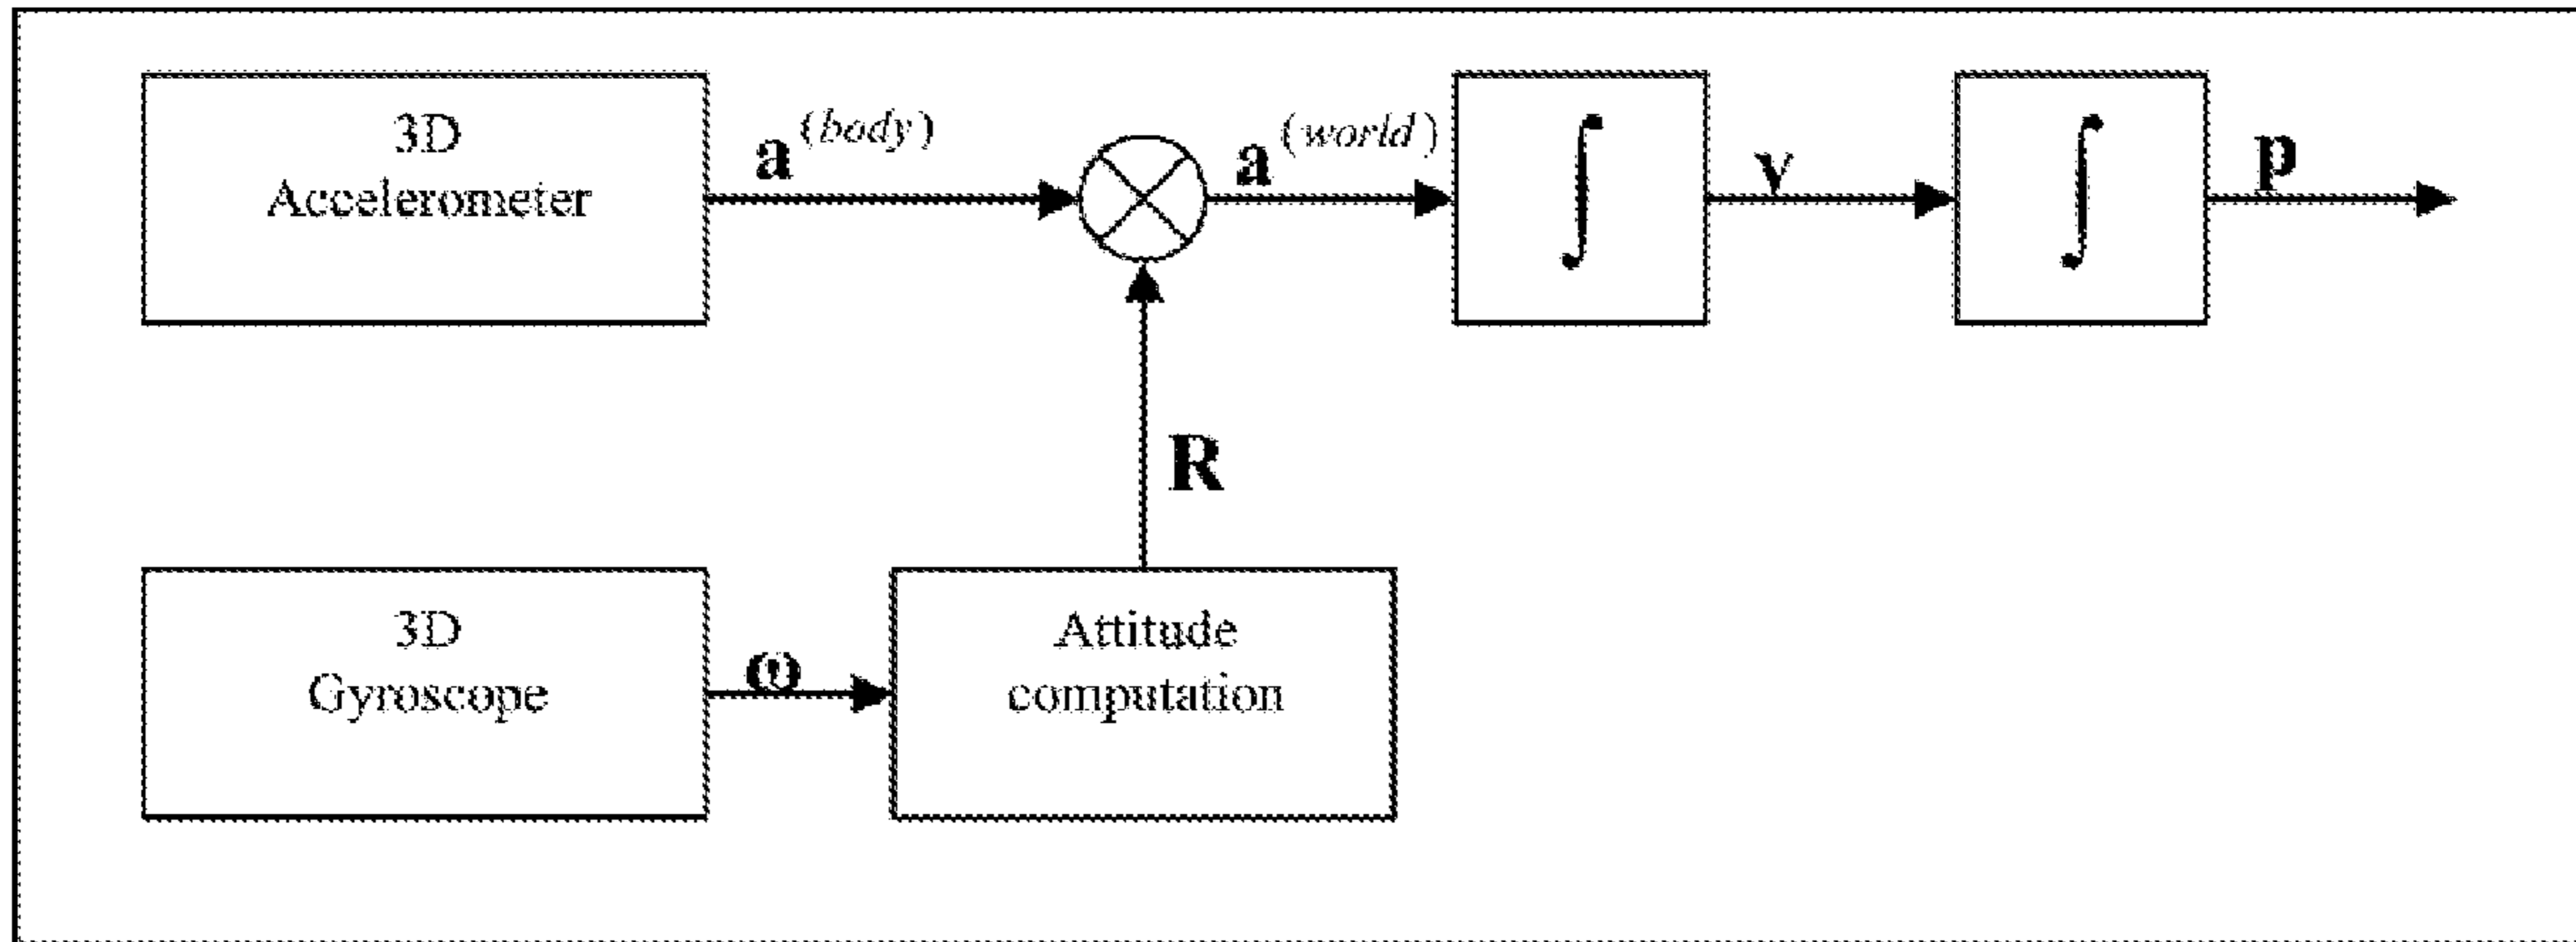 3D
Accelerometer
a(body)
a(world)
∫
v
∫
p
R
3D
Gyroscope
ω
Attitude
computation